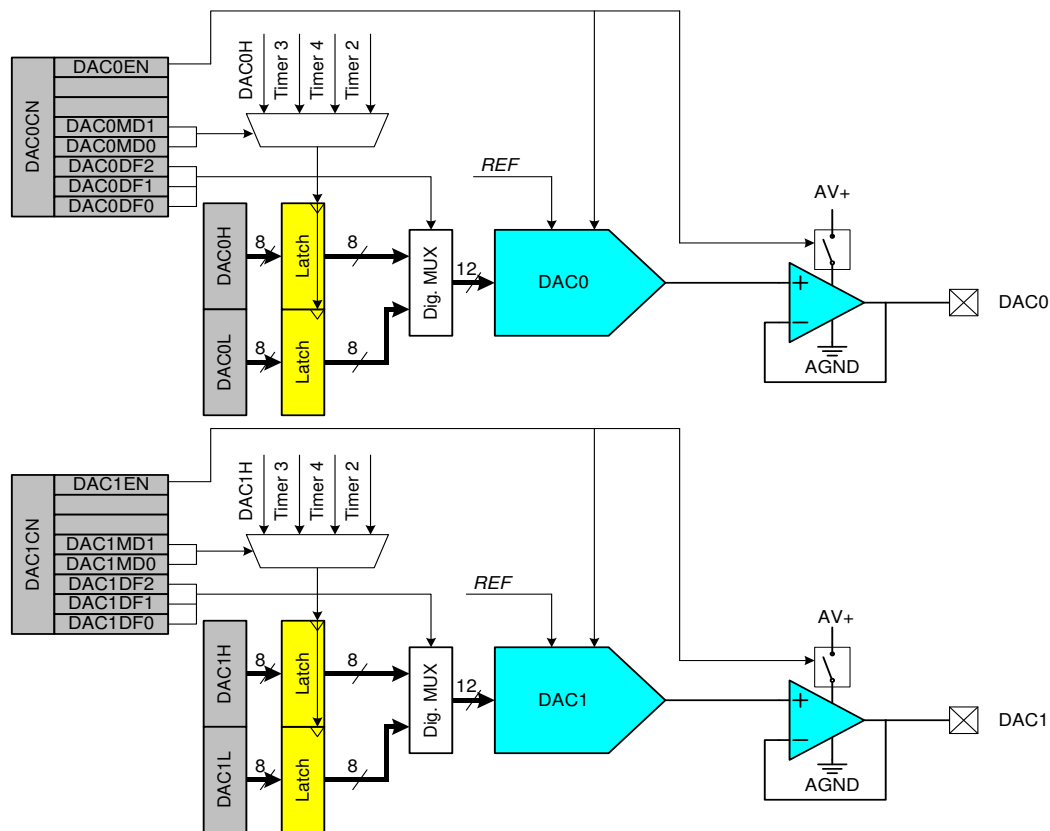 DAC0CN
DAC0EN
DAC0MD1
DAC0MD0
DAC0DF2
DAC0DF1
DAC0DF0
DAC0H
Timer 3
Timer 4
Timer 2
REF
AV+
DAC0H
8
Latch
8
Dig. MUX
12
DAC0
+
−
DAC0
DAC0L
8
Latch
8
AGND
DAC1CN
DAC1EN
DAC1MD1
DAC1MD0
DAC1DF2
DAC1DF1
DAC1DF0
DAC1H
Timer 3
Timer 4
Timer 2
REF
AV+
DAC1H
8
Latch
8
Dig. MUX
12
DAC1
+
−
DAC1
DAC1L
8
Latch
8
AGND